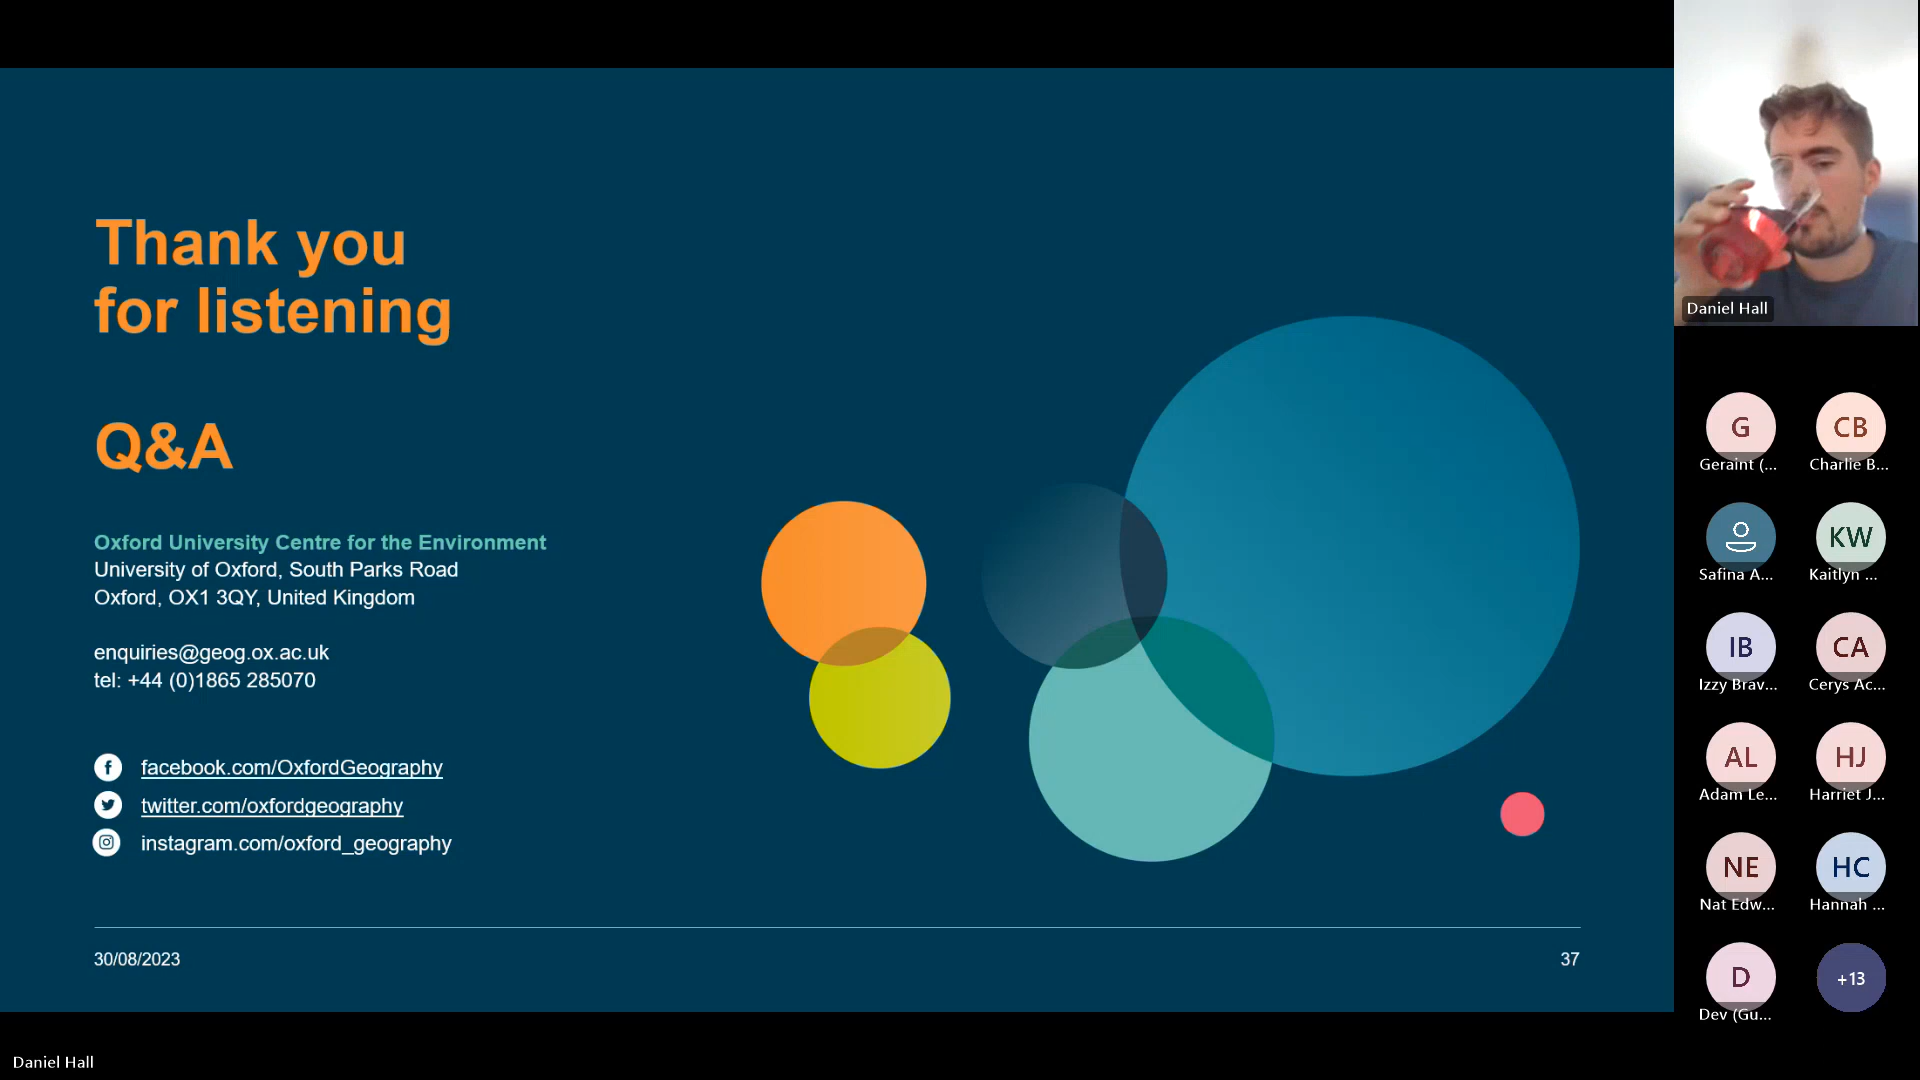 Thank you
for listening
Q&A
Oxford University Centre for the Environment
University of Oxford, South Parks Road
Oxford, OX1 3QY, United Kingdom
enquiries@geog.ox.ac.uk
tel: +44 (0)1865 285070
facebook.com/OxfordGeography
twitter.com/oxfordgeography
instagram.com/oxford_geography
30/08/2023
37
Daniel Hall
Daniel Hall
G
CB
Geraint (...
Charlie B...
Safina A...
KW
Kaitlyn ...
IB
CA
Izzy Brav...
Cerys Ac...
AL
HJ
Adam Le...
Harriet J...
NE
HC
Nat Edw...
Hannah ...
D
+13
Dev (Gu...